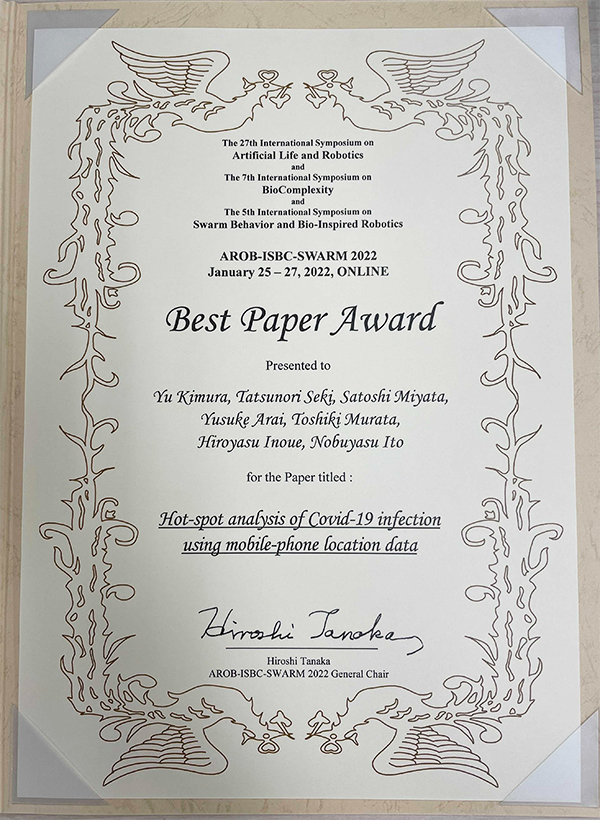 The 27th International Symposium on
Artificial Life and Robotics
and
The 7th International Symposium on
BioComplexity
and
The 5th International Symposium on
Swarm Behavior and Bio-Inspired Robotics
AROB-ISBC-SWARM 2022
January 25 – 27, 2022, ONLINE
Best Paper Award
Presented to
Yu Kimura, Tatsunori Seki, Satoshi Miyata,
Yusuke Arai, Toshiki Murata,
Hiroyasu Inoue, Nobuyasu Ito
for the Paper titled :
Hot-spot analysis of Covid-19 infection
using mobile-phone location data
Hiroshi Tanaka
Hiroshi Tanaka
AROB-ISBC-SWARM 2022 General Chair